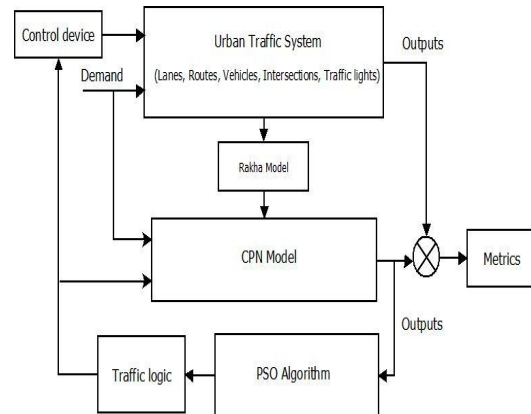 Control device
Urban Traffic System
(Lanes, Routes, Vehicles, Intersections, Traffic lights)
Outputs
Demand
Rakha Model
CPN Model
Metrics
Outputs
Traffic logic
PSO Algorithm